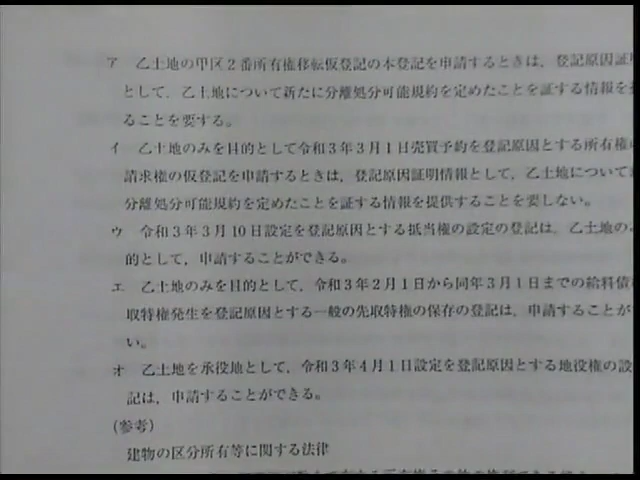 ア 乙土地の甲区２番所有権移転仮登記の本登記を申請するときは，登記原因証
として，乙土地について新たに分離処分可能規約を定めたことを証する情報を
ることを要する。
イ 乙土地のみを目的として令和３年３月１日売買予約を登記原因とする所有権
請求権の仮登記を申請するときは，登記原因証明情報として，乙土地について
分離処分可能規約を定めたことを証する情報を提供することを要しない。
ウ 令和３年３月10日設定を登記原因とする抵当権の設定の登記は，乙土地の
的として，申請することができる。
エ 乙土地のみを目的として，令和３年２月１日から同年３月１日までの給料債
取特権発生を登記原因とする一般の先取特権の保存の登記は，申請することが
い。
オ 乙土地を承役地として，令和３年４月１日設定を登記原因とする地役権の設
記は，申請することができる。
(参考)
建物の区分所有等に関する法律